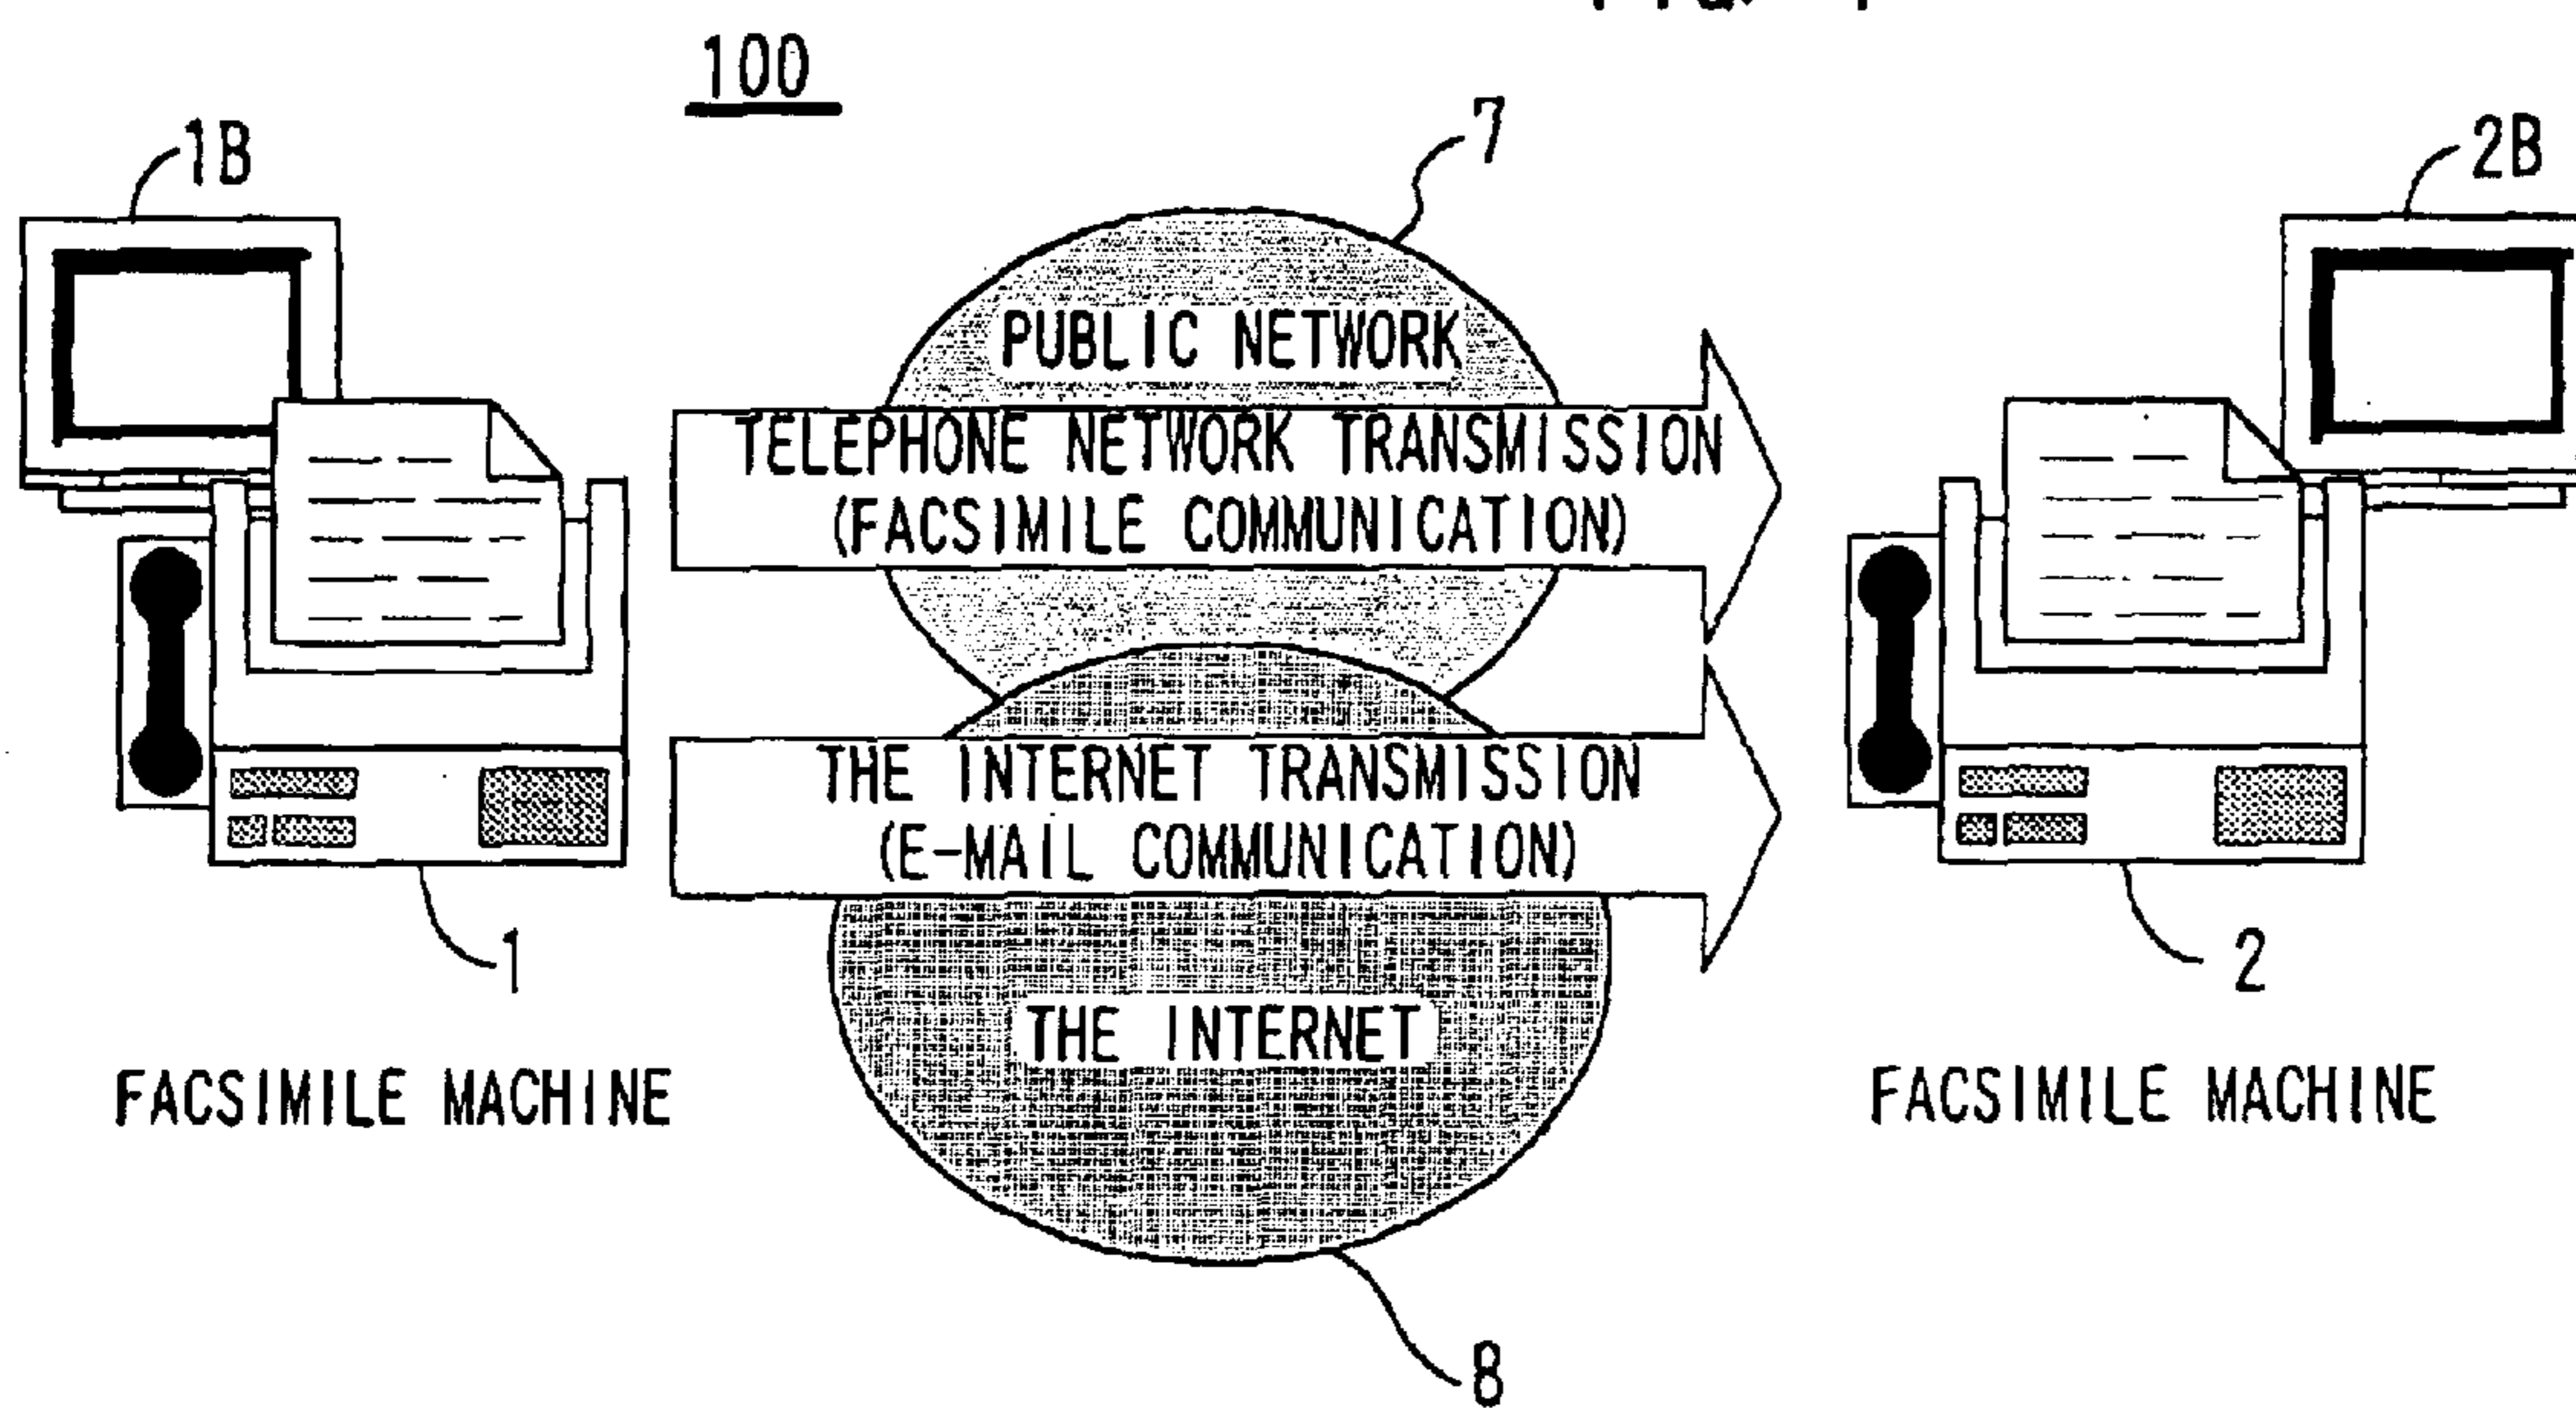 100
1B
7
2B
PUBLIC NETWORK
TELEPHONE NETWORK TRANSMISSION
(FACSIMILE COMMUNICATION)
THE INTERNET TRANSMISSION
(E-MAIL COMMUNICATION)
1
2
THE INTERNET
FACSIMILE MACHINE
FACSIMILE MACHINE
8